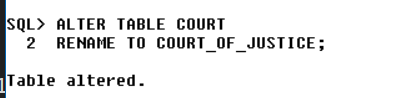 SQL> ALTER TABLE COURT
2 RENAME TO COURT_OF_JUSTICE;
Table altered.